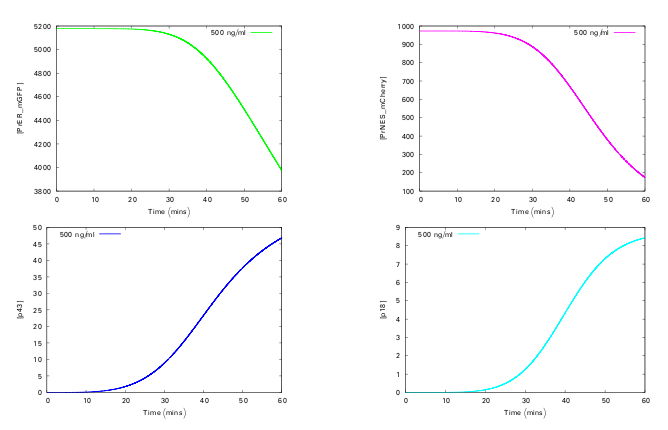 5200
5000
4800
4600
4400
4200
4000
3800
[PrER_mGFP]
500 ng/ml
0 10 20 30 40 50 60
Time (mins)
1000
900
800
700
600
500
400
300
200
100
[PrNES_mCherry]
500 ng/ml
0 10 20 30 40 50 60
Time (mins)
50
45
40
35
30
25
20
15
10
5
0
[p43]
500 ng/ml
0 10 20 30 40 50 60
Time (mins)
9
8
7
6
5
4
3
2
1
0
[p18]
500 ng/ml
0 10 20 30 40 50 60
Time (mins)